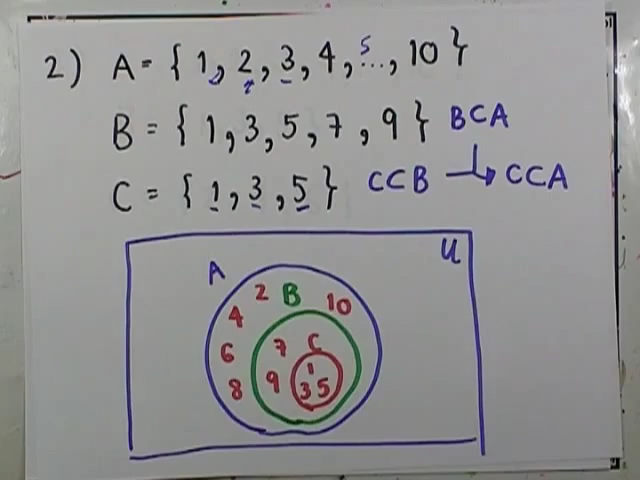 2) A = { 1, 2, 3, 4, 5..., 10 }
B = { 1, 3, 5, 7, 9 } B⊂A
C = { 1, 3, 5 } C⊂B → C⊂A
U
A
2 B 10
4
6 7 C
1
8 9 3 5